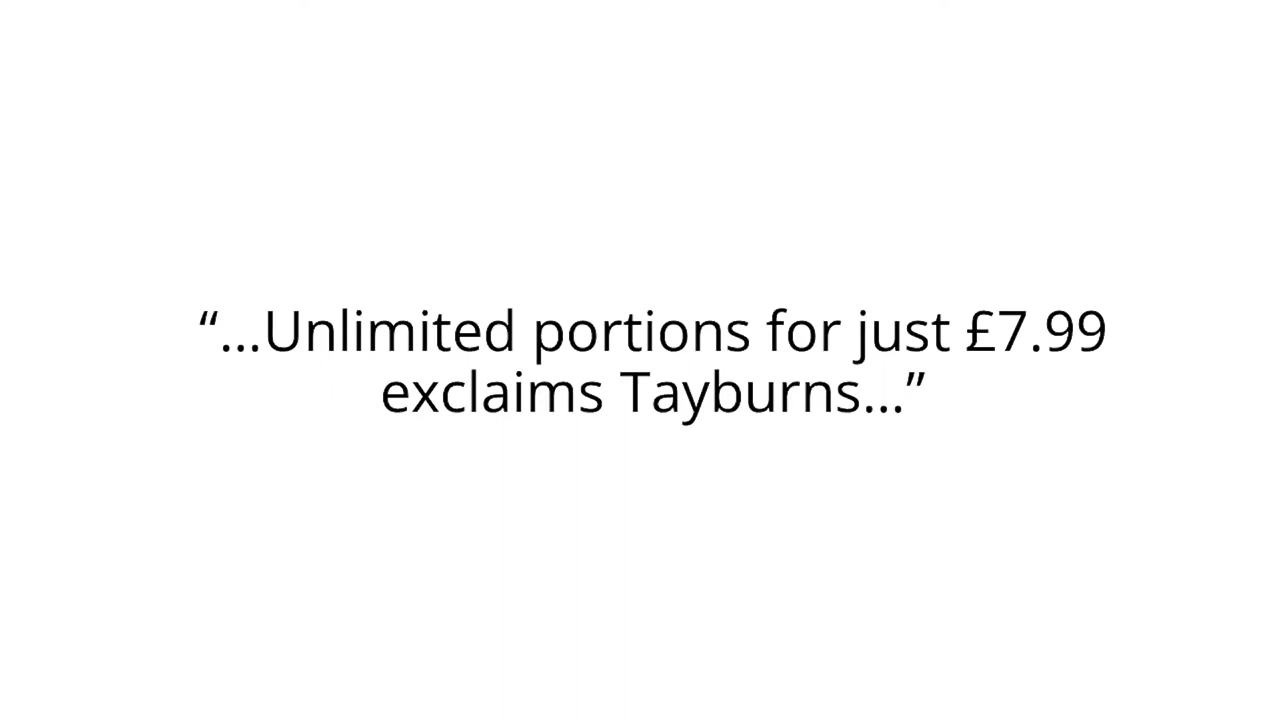 “...Unlimited portions for just £7.99
exclaims Tayburns...”